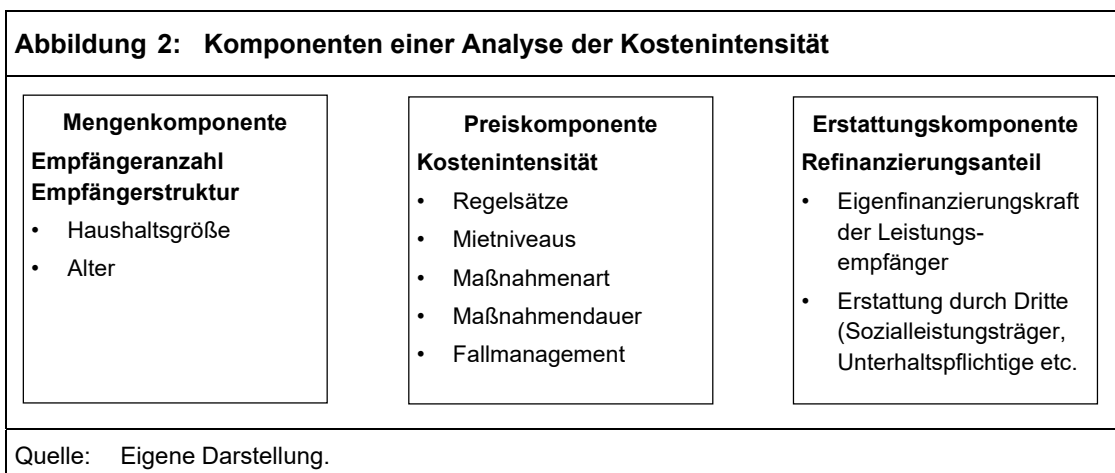 Abbildung 2: Komponenten einer Analyse der Kostenintensität
Mengenkomponente
Empfängeranzahl
Empfängerstruktur
• Haushaltsgröße
• Alter
Preiskomponente
Kostenintensität
• Regelsätze
• Mietniveaus
• Maßnahmenart
• Maßnahmendauer
• Fallmanagement
Erstattungskomponente
Refinanzierungsanteil
• Eigenfinanzierungskraft
der Leistungs-
empfänger
• Erstattung durch Dritte
(Sozialleistungsträger,
Unterhaltspflichtige etc.
Quelle: Eigene Darstellung.